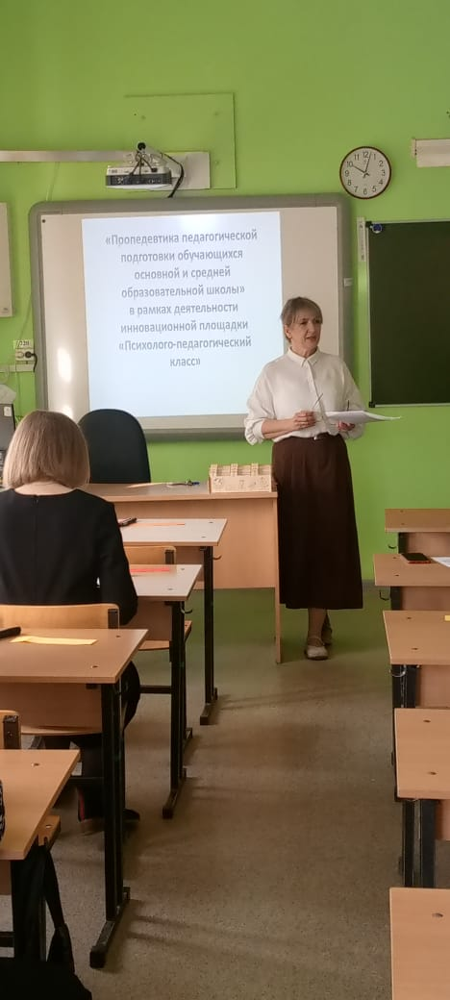 «Пропедевтика педагогической
подготовки обучающихся
основной и средней
образовательной школы»
в рамках деятельности
инновационной площадки
«Психолого-педагогический
класс»